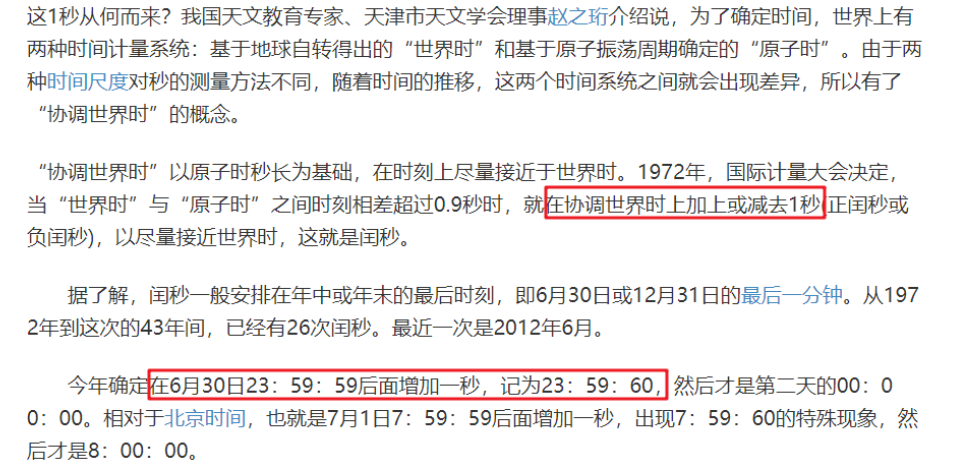 这1秒从何而来？我国天文教育专家、天津市天文学会理事赵之珩介绍说，为了确定时间，世界上有
两种时间计量系统：基于地球自转得出的“世界时”和基于原子振荡周期确定的“原子时”。由于两
种时间尺度对秒的测量方法不同，随着时间的推移，这两个时间系统之间就会出现差异，所以有了
“协调世界时”的概念。
“协调世界时”以原子时秒长为基础，在时刻上尽量接近于世界时。1972年，国际计量大会决定，
当“世界时”与“原子时”之间时刻相差超过0.9秒时，就在协调世界时上加上或减去1秒(正闰秒或
负闰秒)，以尽量接近世界时，这就是闰秒。
据了解，闰秒一般安排在年中或年末的最后时刻，即6月30日或12月31日的最后一分钟。从197
2年到这次的43年间，已经有26次闰秒。最近一次是2012年6月。
今年确定在6月30日23：59：59后面增加一秒，记为23：59：60，然后才是第二天的00：0
0：00。相对于北京时间，也就是7月1日7：59：59后面增加一秒，出现7：59：60的特殊现象，然
后才是8：00：00。